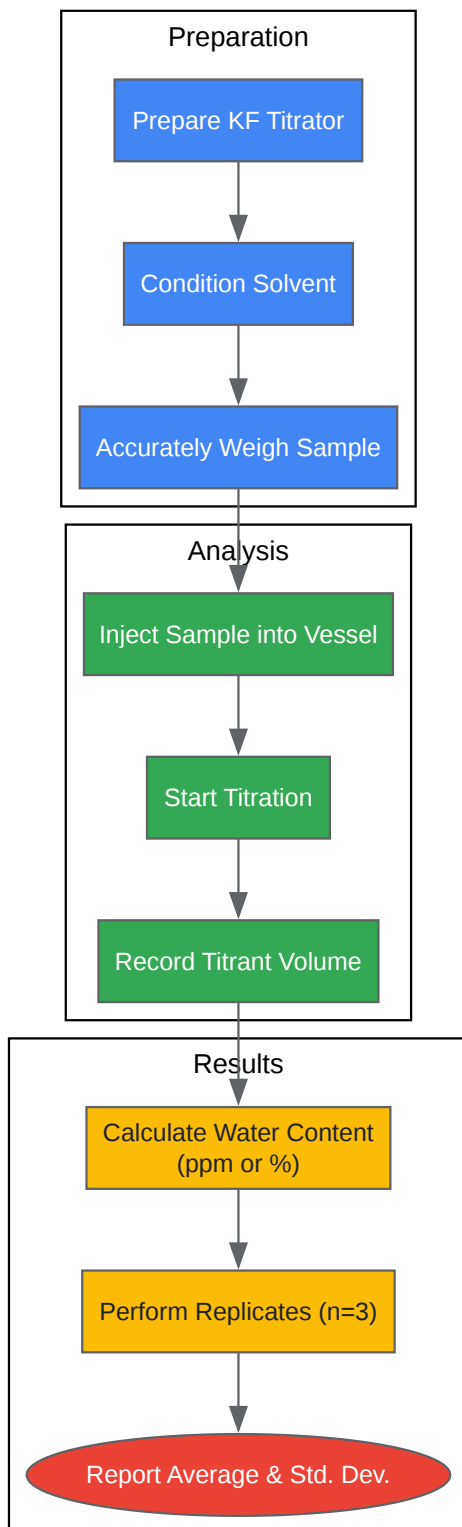 Preparation
Prepare KF Titrator
Condition Solvent
Accurately Weigh Sample
Analysis
Inject Sample into Vessel
Start Titration
Record Titrant Volume
Results
Calculate Water Content
(ppm or %)
Perform Replicates (n=3)
Report Average & Std. Dev.